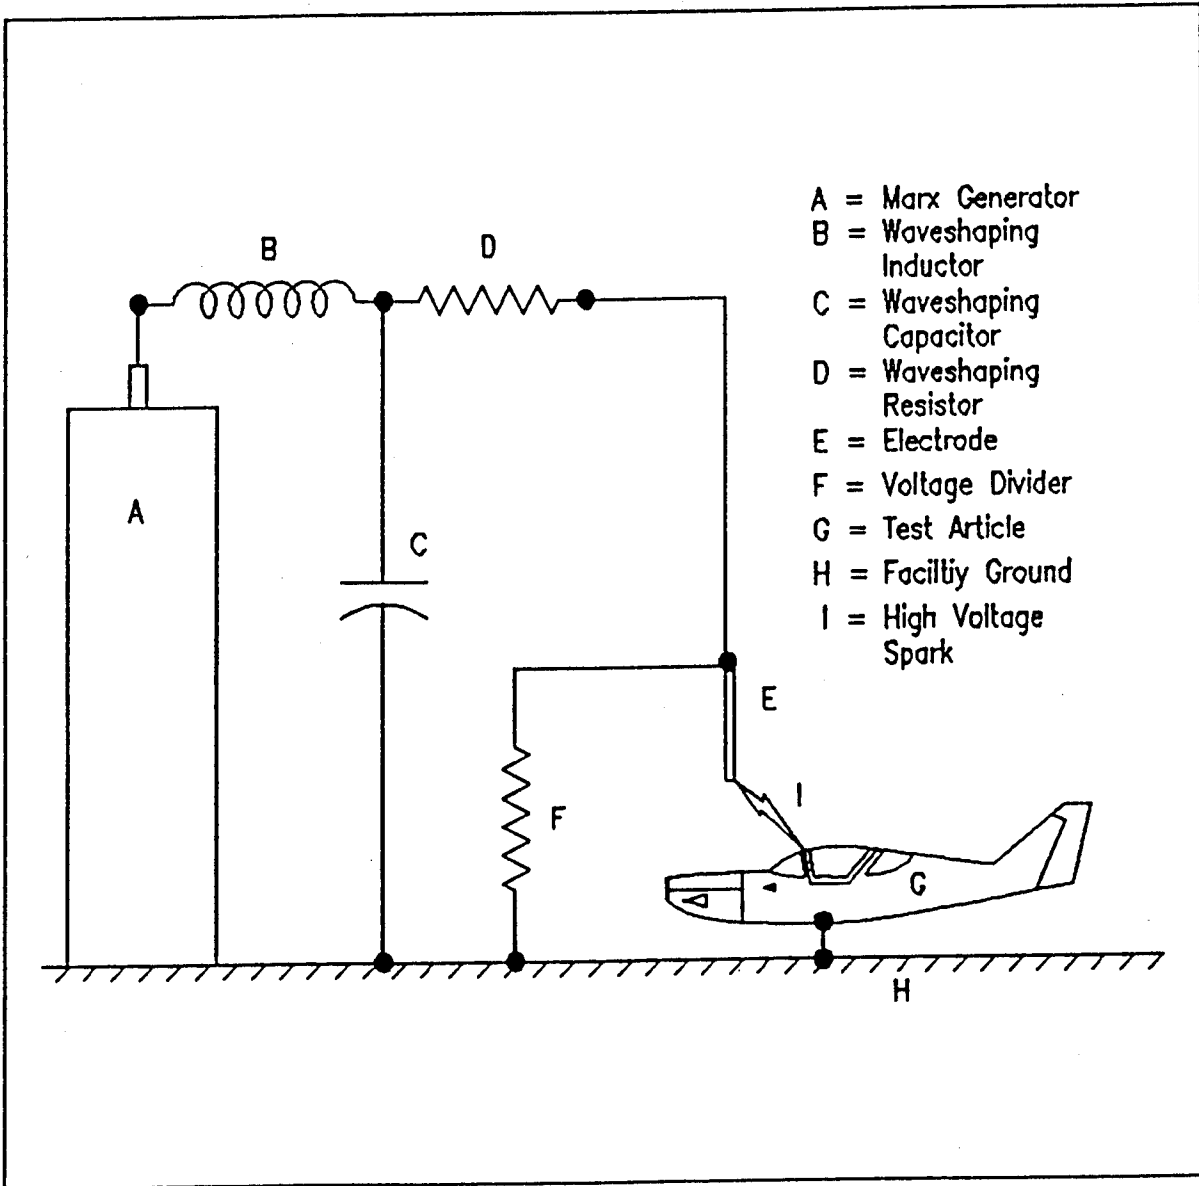 A = Marx Generator
B = Waveshaping
Inductor
C = Waveshaping
Capacitor
D = Waveshaping
Resistor
E = Electrode
F = Voltage Divider
G = Test Article
H = Faciltiy Ground
I = High Voltage
Spark
B
D
A
C
E
I
F
G
H